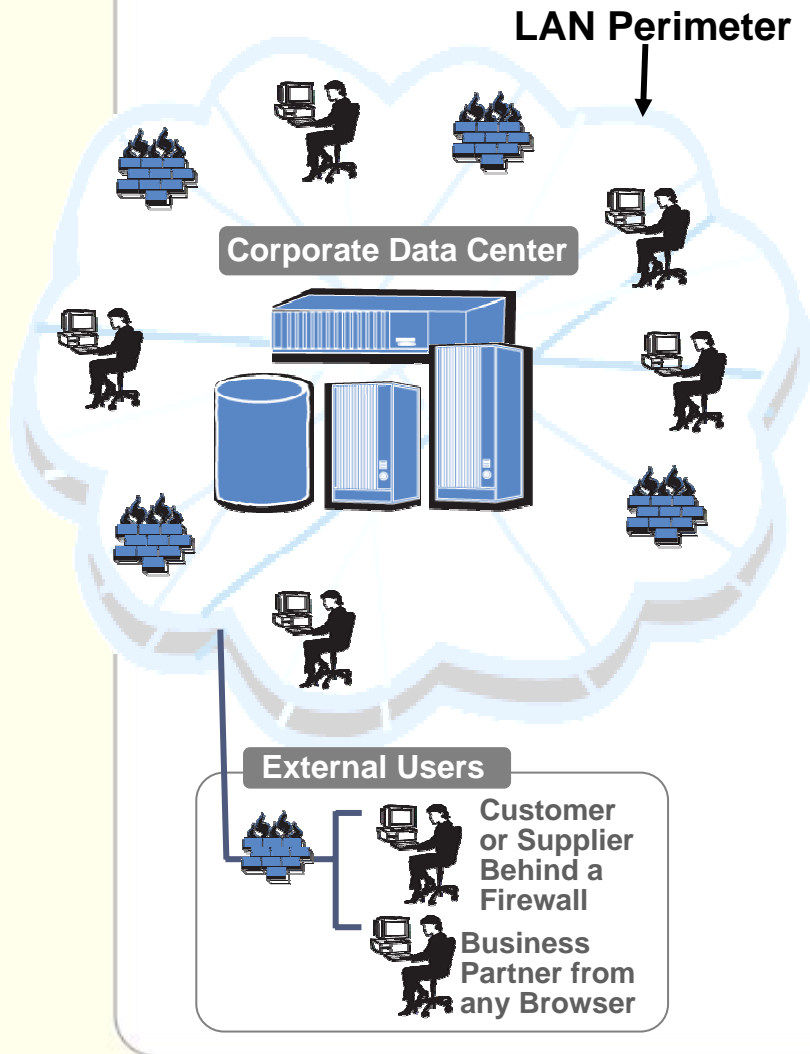 LAN Perimeter
Corporate Data Center
External Users
Customer
or Supplier
Behind a
Firewall
Business
Partner from
any Browser